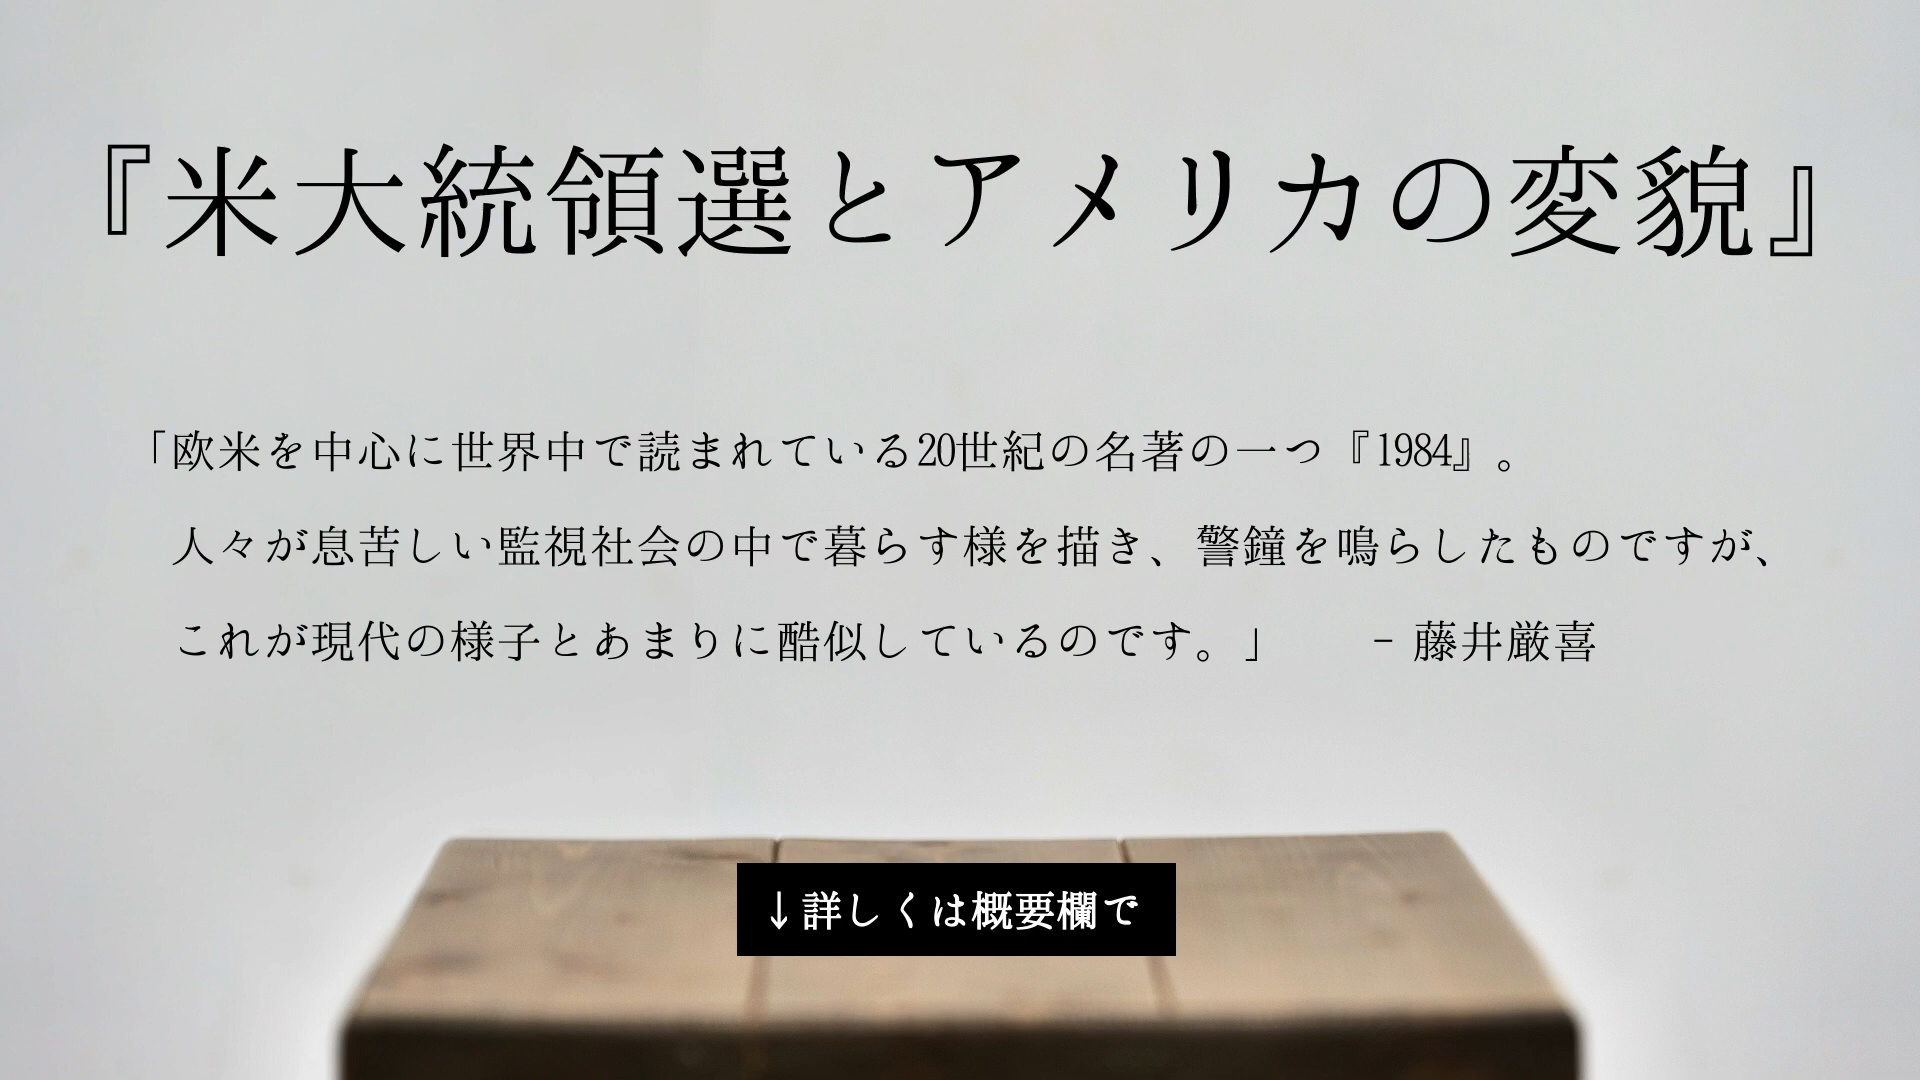 『米大統領選とアメリカの変貌』
「欧米を中心に世界中で読まれている20世紀の名著の一つ『1984』。
人々が息苦しい監視社会の中で暮らす様を描き、警鐘を鳴らしたものですが、
これが現代の様子とあまりに酷似しているのです。」　　- 藤井厳喜
↓詳しくは概要欄で